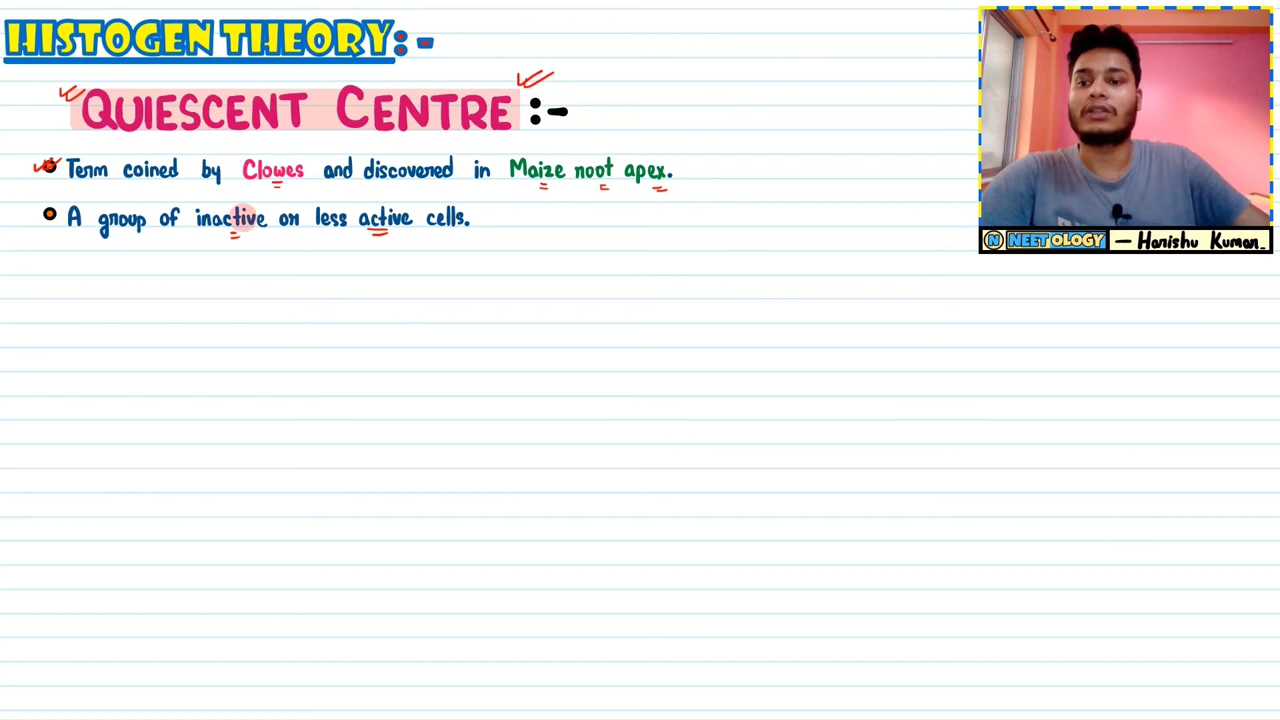 HISTOGEN THEORY:-
QUIESCENT CENTRE :-
Term coined by Clowes and discovered in Maize root apex.
A group of inactive or less active cells.
N NEETOLOGY — Harishu Kumar